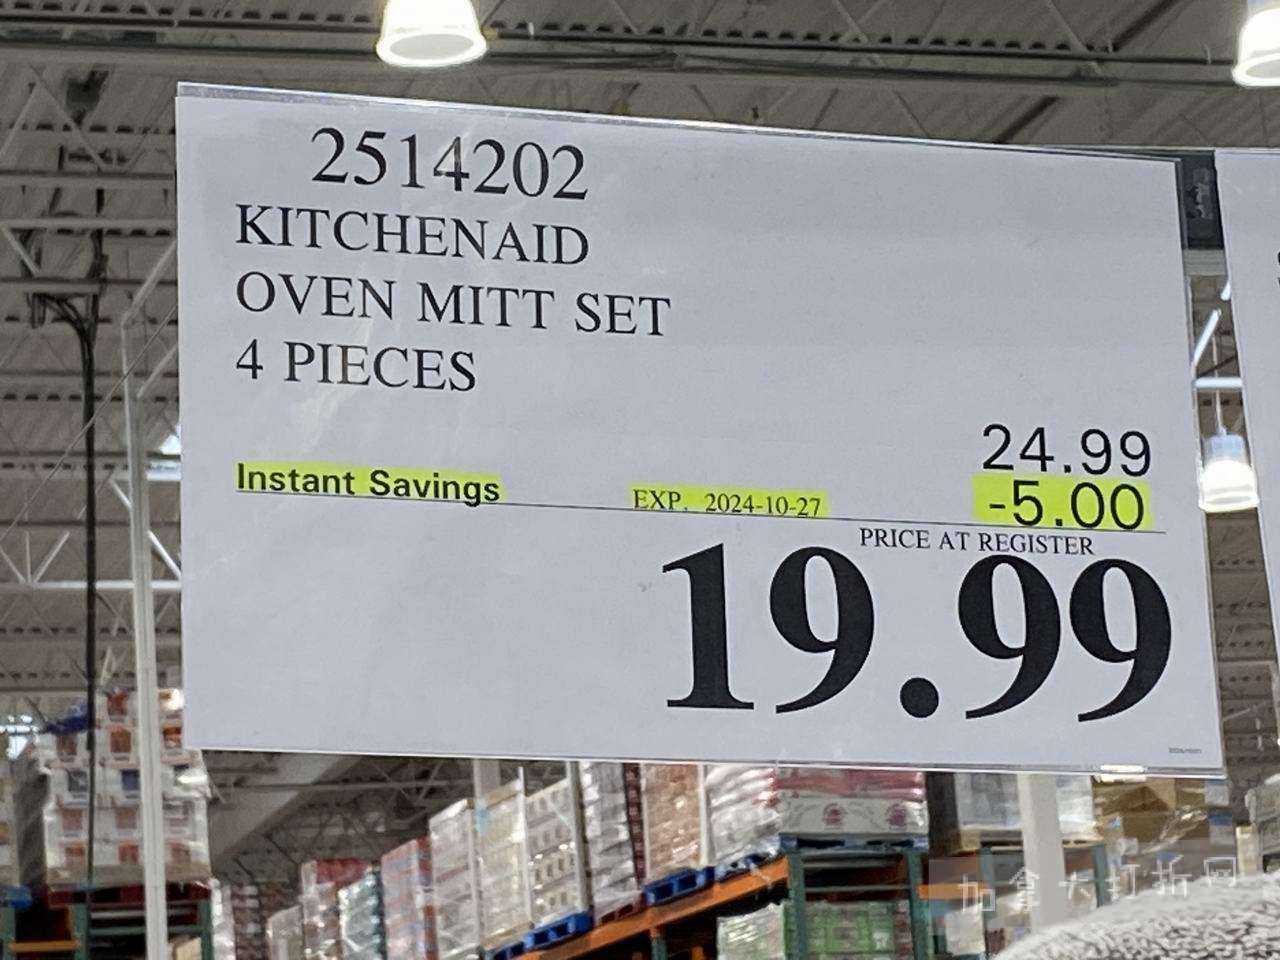 2514202
KITCHENAID
OVEN MITT SET
4 PIECES
24.99
Instant Savings EXP. 2024-10-27 -5.00
PRICE AT REGISTER
19.99
加拿大打折网